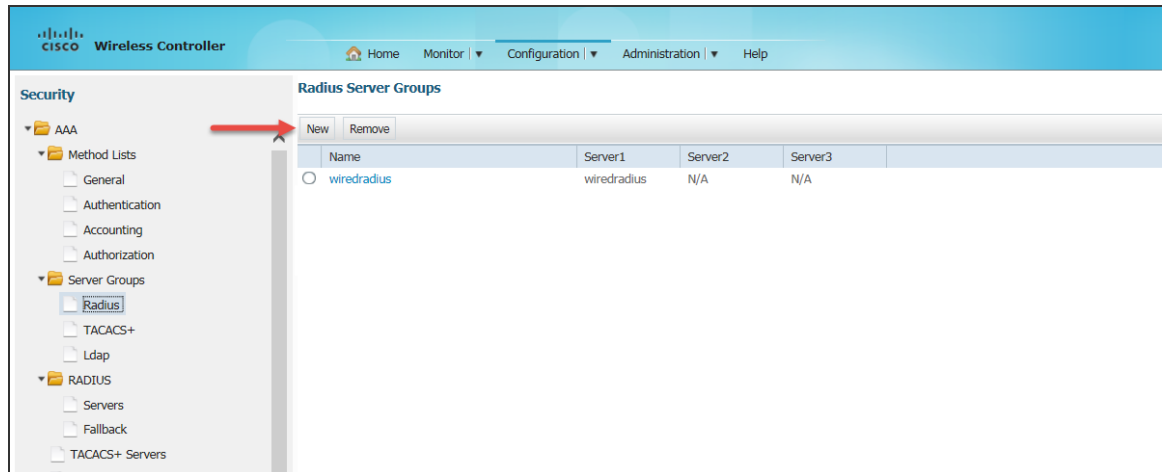 CISCO Wireless Controller
Home Monitor Configuration Administration Help
Security
AAA
Method Lists
General
Authentication
Accounting
Authorization
Server Groups
Radius
TACACS+
Ldap
RADIUS
Servers
Fallback
TACACS+ Servers
Radius Server Groups
New Remove
Name Server1 Server2 Server3
wiredradius wiredradius N/A N/A